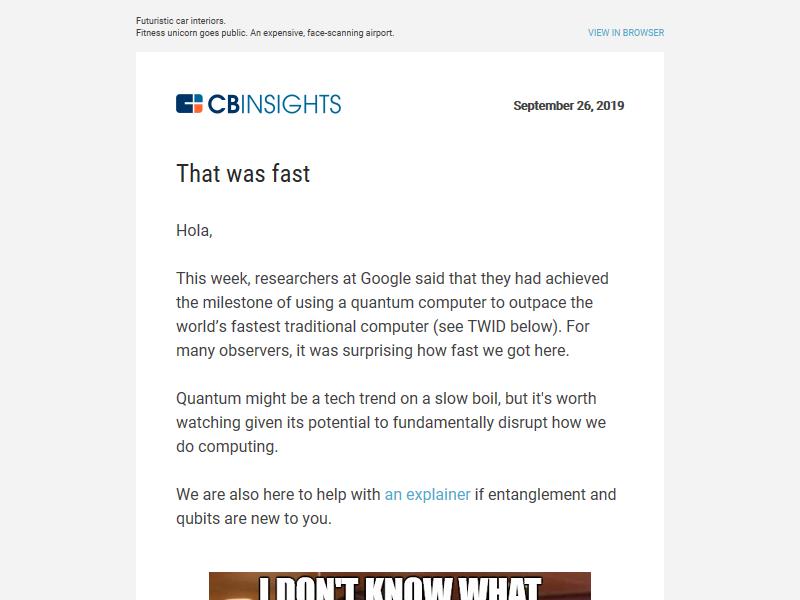 Futuristic car interiors.
Fitness unicorn goes public. An expensive, face-scanning airport.
VIEW IN BROWSER
CBINSIGHTS
September 26, 2019
That was fast
Hola,
This week, researchers at Google said that they had achieved
the milestone of using a quantum computer to outpace the
world’s fastest traditional computer (see TWID below). For
many observers, it was surprising how fast we got here.
Quantum might be a tech trend on a slow boil, but it's worth
watching given its potential to fundamentally disrupt how we
do computing.
We are also here to help with an explainer if entanglement and
qubits are new to you.
I DON'T KNOW WHAT